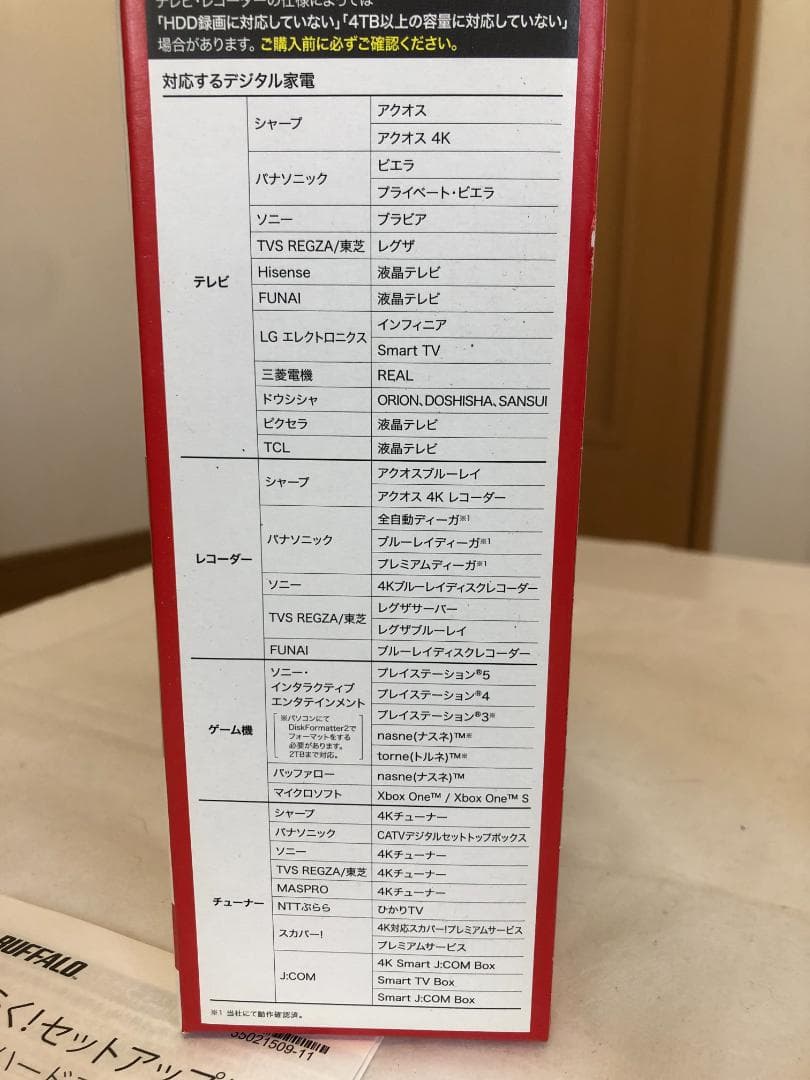 テレビ・レコーダーの仕様によっては
「HDD録画に対応していない」「4TB以上の容量に対応していない」
場合があります。ご購入前に必ずご確認ください。
対応するデジタル家電
テレビ
シャープ
アクオス
アクオス 4K
パナソニック
ビエラ
プライベート・ビエラ
ソニー
ブラビア
TVS REGZA/東芝
レグザ
Hisense
液晶テレビ
FUNAI
液晶テレビ
LG エレクトロニクス
インフィニア
Smart TV
三菱電機
REAL
ドウシシャ
ORION、DOSHISHA、SANSUI
ピクセラ
液晶テレビ
TCL
液晶テレビ
レコーダー
シャープ
アクオスブルーレイ
アクオス 4K レコーダー
パナソニック
全自動ディーガ※1
ブルーレイディーガ※1
プレミアムディーガ※1
ソニー
4Kブルーレイディスクレコーダー
TVS REGZA/東芝
レグザサーバー
レグザブルーレイ
FUNAI
ブルーレイディスクレコーダー
ゲーム機
ソニー・
インタラクティブ
エンタテインメント
※パソコンにて
DiskFormatter2で
フォーマットをする
必要があります。
2TBまで対応。
プレイステーション®5
プレイステーション®4
プレイステーション®3※
nasne(ナスネ)™※
torne(トルネ)™※
バッファロー
nasne(ナスネ)™
マイクロソフト
Xbox One™ / Xbox One™ S
チューナー
シャープ
4Kチューナー
パナソニック
CATVデジタルセットトップボックス
ソニー
4Kチューナー
TVS REGZA/東芝
4Kチューナー
MASPRO
4Kチューナー
NTTぷらら
ひかりTV
スカパー!
4K対応スカパー!プレミアムサービス
プレミアムサービス
J:COM
4K Smart J:COM Box
Smart TV Box
Smart J:COM Box
※1 当社にて動作確認済。
BUFFALO
く!セットアップ
ハード
35021509-11